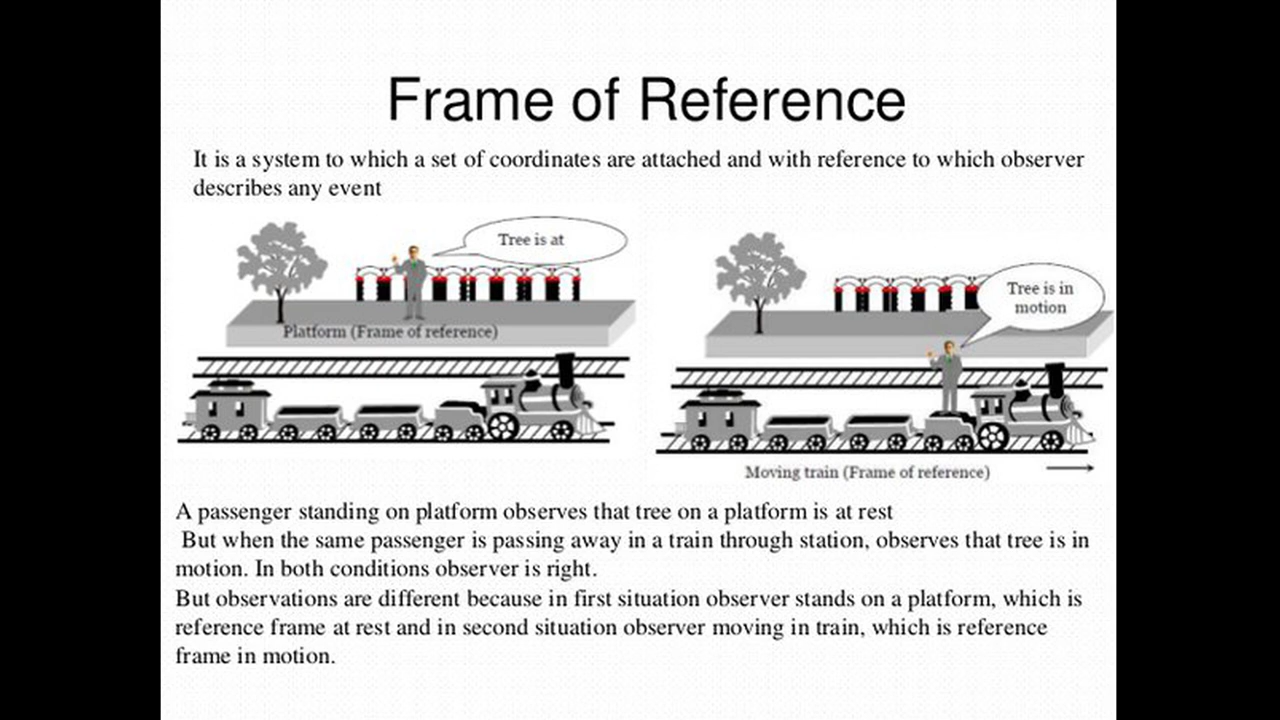 Frame of Reference
It is a system to which a set of coordinates are attached and with reference to which observer
describes any event
Tree is at
Platform (Frame of reference)
Tree is in
motion
Moving train (Frame of reference)
A passenger standing on platform observes that tree on a platform is at rest
But when the same passenger is passing away in a train through station, observes that tree is in
motion. In both conditions observer is right.
But observations are different because in first situation observer stands on a platform, which is
reference frame at rest and in second situation observer moving in train, which is reference
frame in motion.